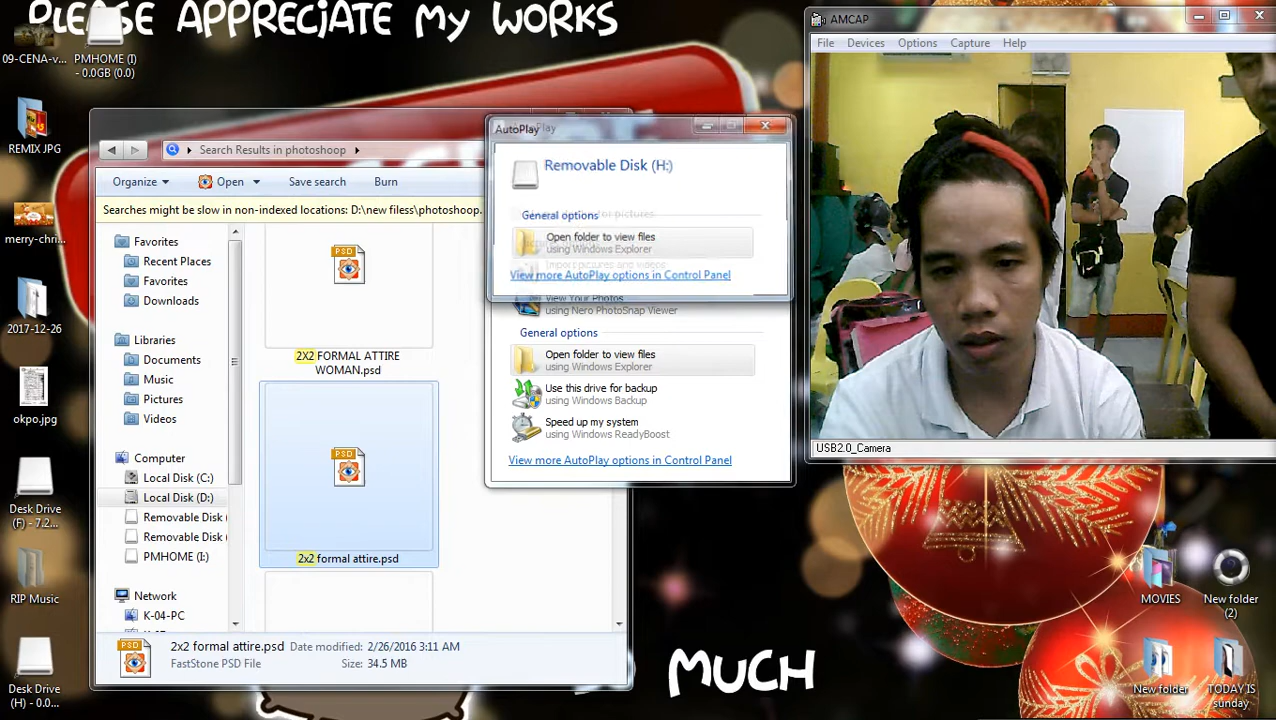 PLEASE APPRECIATE My WORKS
09-CENA-v...
PMHOME (I)
- 0.0GB (0.0)
REMIX JPG
merry-chri...
2017-12-26
okpo.jpg
Desk Drive
(F) - 7.2...
RIP Music
Desk Drive
(H) - 0.0...
Search Results in photoshoop
Organize
Open
Save search
Burn
Searches might be slow in non-indexed locations: D:\new filess\photoshoop.
Favorites
Recent Places
Favorites
Downloads
Libraries
Documents
Music
Pictures
Videos
Computer
Local Disk (C:)
Local Disk (D:)
Removable Disk (
Removable Disk (
PMHOME (I:)
Network
K-04-PC
PSD
2X2 FORMAL ATTIRE
WOMAN.psd
PSD
2x2 formal attire.psd
PSD
2x2 formal attire.psd
Date modified: 2/26/2016 3:11 AM
FastStone PSD File
Size: 34.5 MB
AutoPlay
Removable Disk (H:)
General options
Open folder to view files
using Windows Explorer
Import pictures and videos
View more AutoPlay options in Control Panel
View Your Photos
using Nero PhotoSnap Viewer
General options
Open folder to view files
using Windows Explorer
Use this drive for backup
using Windows Backup
Speed up my system
using Windows ReadyBoost
View more AutoPlay options in Control Panel
AMCAP
File
Devices
Options
Capture
Help
USB2.0_Camera
MUCH
MOVIES
New folder
(2)
New folder
TODAY IS
sunday